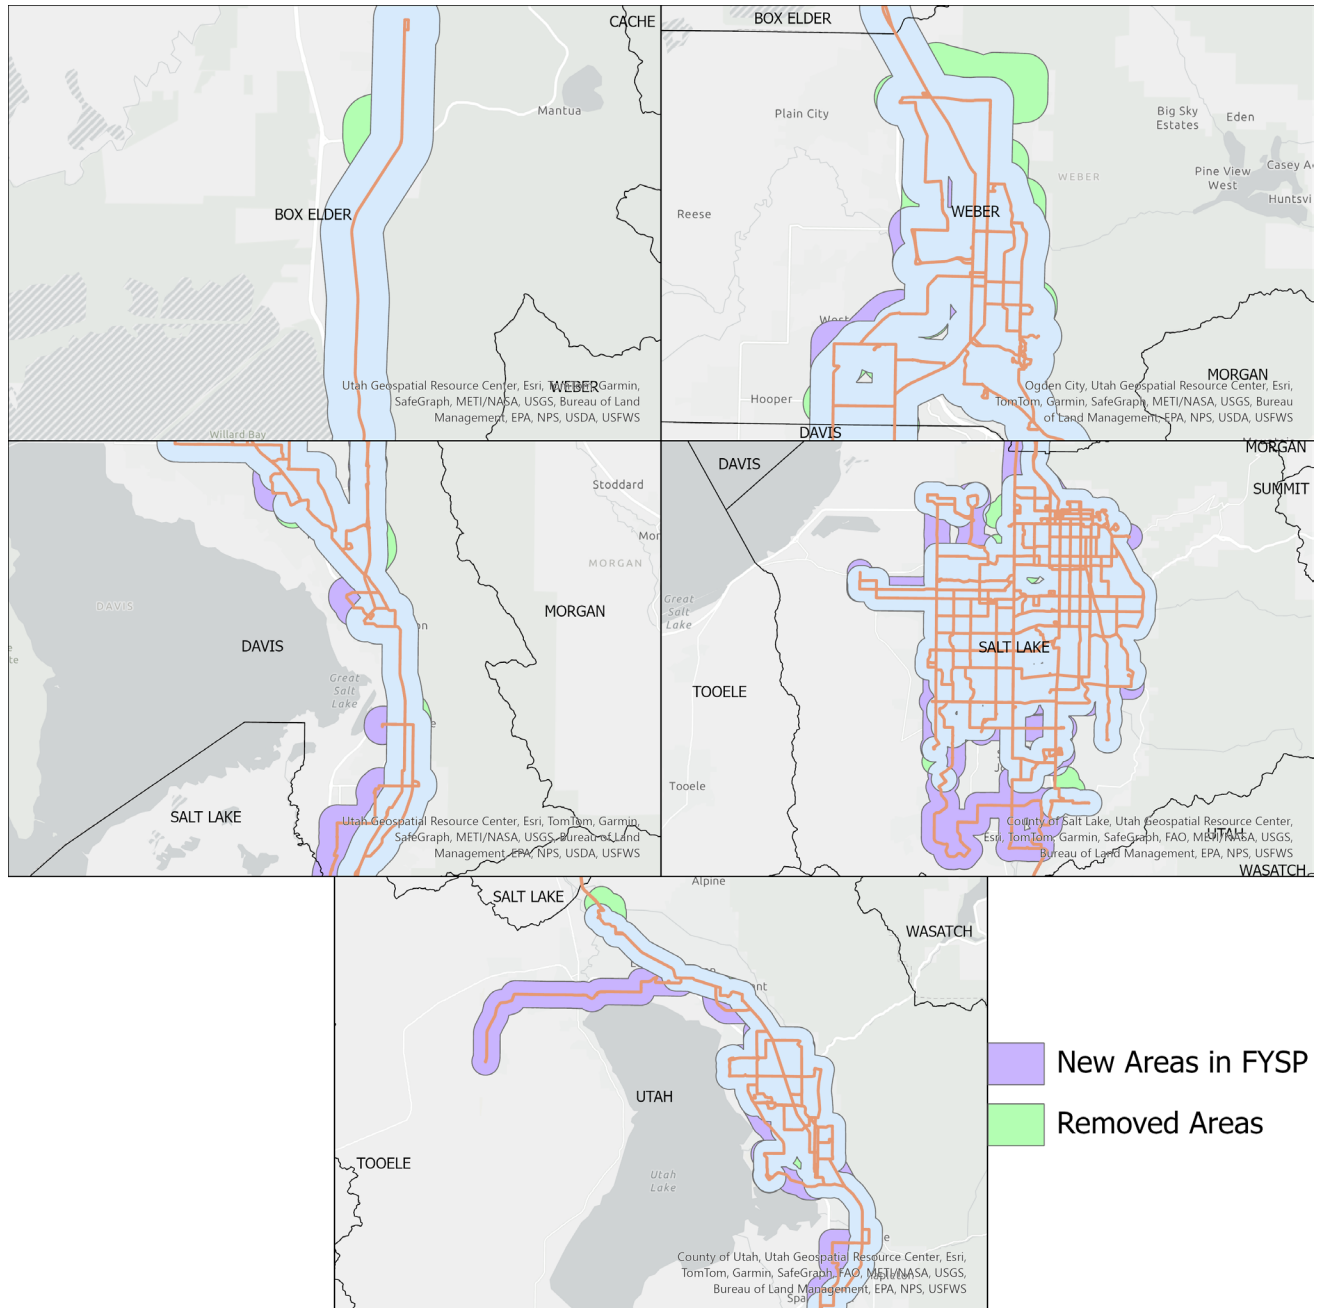 CACHE
Mantua
BOX ELDER
WEBER
Utah Geospatial Resource Center, Esri, TomTom, Garmin,
SafeGraph, METI/NASA, USGS, Bureau of Land
Management, EPA, NPS, USDA, USFWS
BOX ELDER
Plain City
Big Sky
Estates
Eden
WEBER
Pine View
West
Casey A
Huntsvi
Reese
WEBER
West
MORGAN
Hooper
Ogden City, Utah Geospatial Resource Center, Esri,
TomTom, Garmin, SafeGraph, METI/NASA, USGS, Bureau
of Land Management, EPA, NPS, USDA, USFWS
DAVIS
Willard Bay
Stoddard
Mor
MORGAN
DAVIS
MORGAN
on
DAVIS
te
Great
Salt
Lake
e
SALT LAKE
Utah Geospatial Resource Center, Esri, TomTom, Garmin,
SafeGraph, METI/NASA, USGS, Bureau of Land
Management, EPA, NPS, USDA, USFWS
MORGAN
DAVIS
SUMMIT
Great
Salt
Lake
SALT LAKE
TOOELE
Tooele
County of Salt Lake, Utah Geospatial Resource Center,
Esri, TomTom, Garmin, SafeGraph, FAO, METI/NASA, USGS,
Bureau of Land Management, EPA, NPS, USFWS
UTAH
WASATCH
Alpine
SALT LAKE
WASATCH
nt
UTAH
TOOELE
Utah
Lake
e
County of Utah, Utah Geospatial Resource Center, Esri,
TomTom, Garmin, SafeGraph, FAO, METI/NASA, USGS,
Bureau of Land Management, EPA, NPS, USFWS
Mapleton
Spa
New Areas in FYSP
Removed Areas